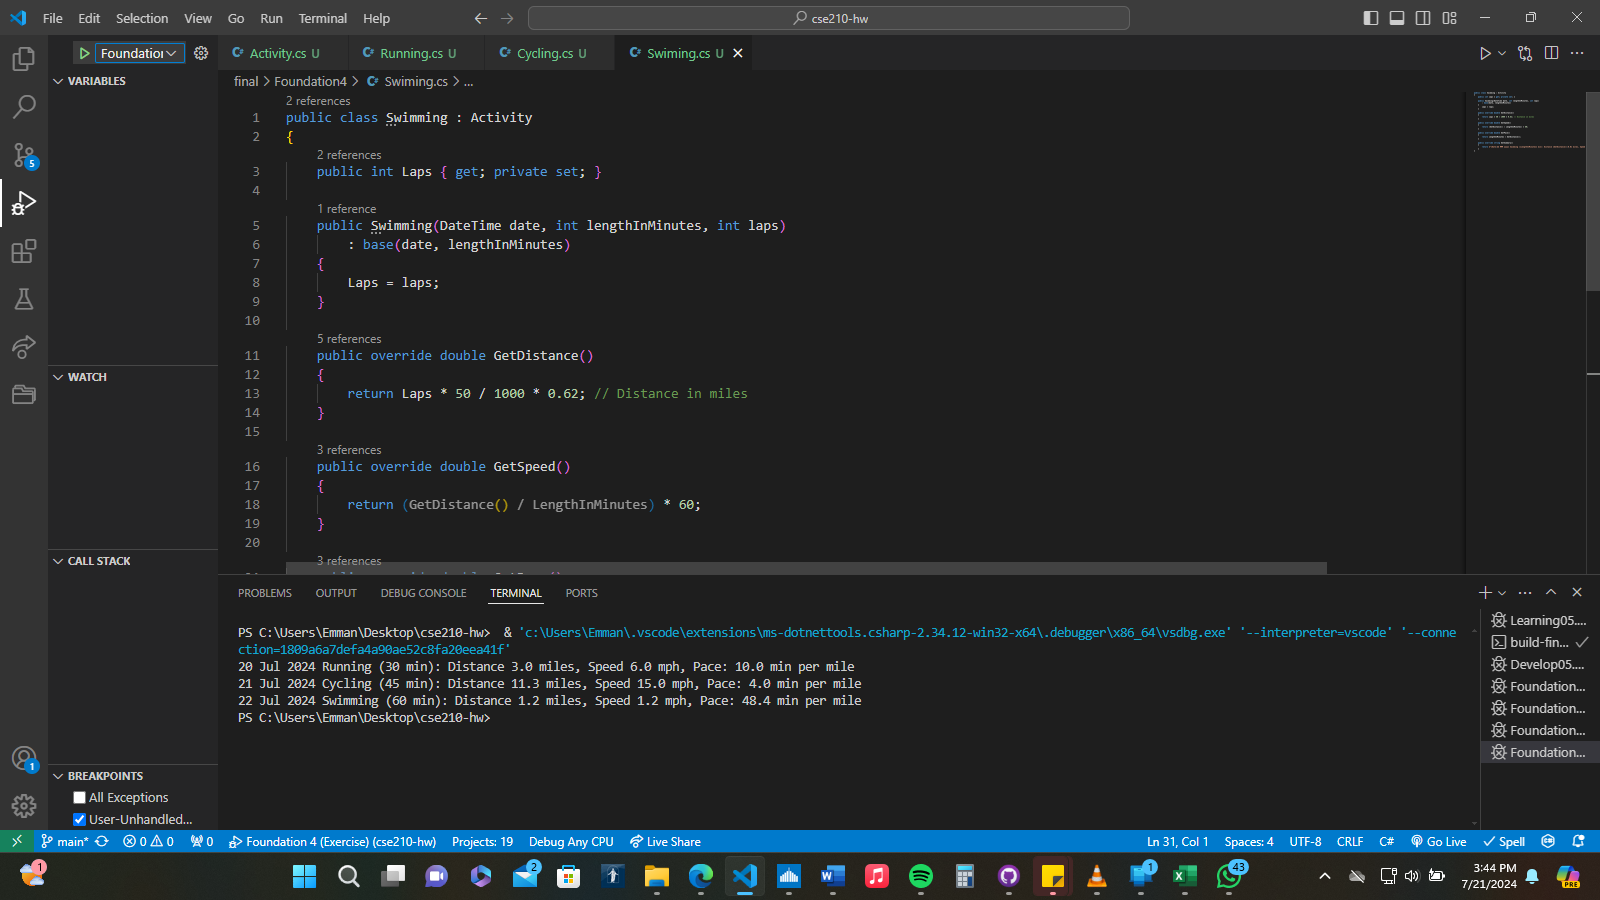 File Edit Selection View Go Run Terminal Help
cse210-hw
Foundation
Activity.cs U
Running.cs U
Cycling.cs U
Swiming.cs U
final > Foundation4 > Swiming.cs > ...
VARIABLES
WATCH
CALL STACK
BREAKPOINTS
All Exceptions
User-Unhandled...
5
1
2 references
1 public class Swimming : Activity
2 {
2 references
3 public int Laps { get; private set; }
4
1 reference
5 public Swimming(DateTime date, int lengthInMinutes, int laps)
6 : base(date, lengthInMinutes)
7 {
8 Laps = laps;
9 }
10
5 references
11 public override double GetDistance()
12 {
13 return Laps * 50 / 1000 * 0.62; // Distance in miles
14 }
15
3 references
16 public override double GetSpeed()
17 {
18 return (GetDistance() / LengthInMinutes) * 60;
19 }
20
3 references
PROBLEMS OUTPUT DEBUG CONSOLE TERMINAL PORTS
PS C:\Users\Emman\Desktop\cse210-hw> & 'c:\Users\Emman\.vscode\extensions\ms-dotnettools.csharp-2.34.12-win32-x64\.debugger\x86_64\vsdbg.exe' '--interpreter=vscode' '--conne
ction=1809a6a7defa4a90ae52c8fa20eea41f'
20 Jul 2024 Running (30 min): Distance 3.0 miles, Speed 6.0 mph, Pace: 10.0 min per mile
21 Jul 2024 Cycling (45 min): Distance 11.3 miles, Speed 15.0 mph, Pace: 4.0 min per mile
22 Jul 2024 Swimming (60 min): Distance 1.2 miles, Speed 1.2 mph, Pace: 48.4 min per mile
PS C:\Users\Emman\Desktop\cse210-hw>
Learning05....
build-fin...
Develop05....
Foundation...
Foundation...
Foundation...
Foundation...
main* 0 0 0 Foundation 4 (Exercise) (cse210-hw) Projects: 19 Debug Any CPU Live Share
Ln 31, Col 1 Spaces: 4 UTF-8 CRLF C# Go Live Spell
1
2
1
43
3:44 PM
7/21/2024
PRE